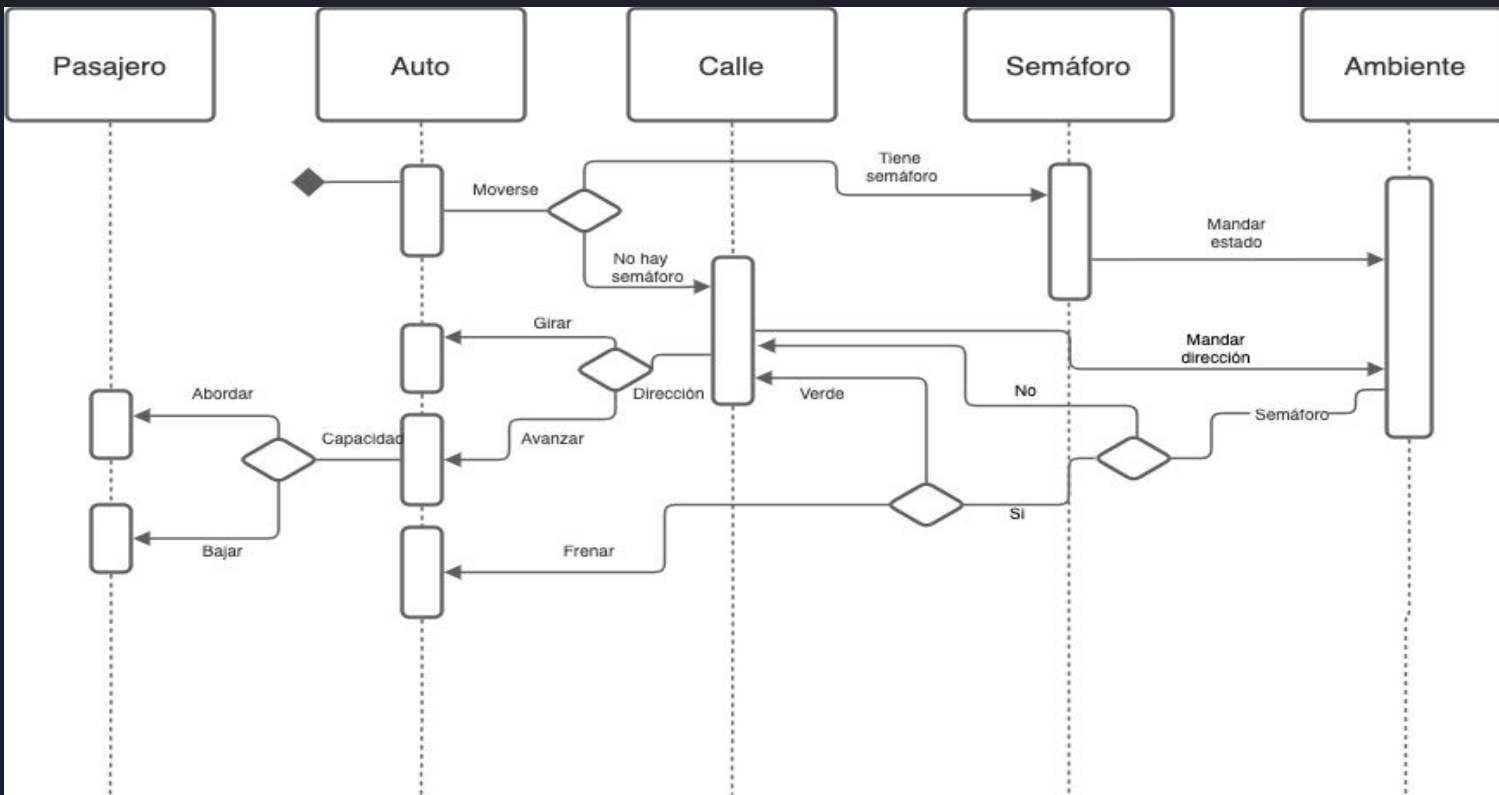 Pasajero
Auto
Calle
Semáforo
Ambiente
Tiene
semáforo
Moverse
Mandar
estado
No hay
semáforo
Girar
Mandar
dirección
Abordar
Dirección
Verde
No
Semáforo
Capacidad
Avanzar
Si
Bajar
Frenar